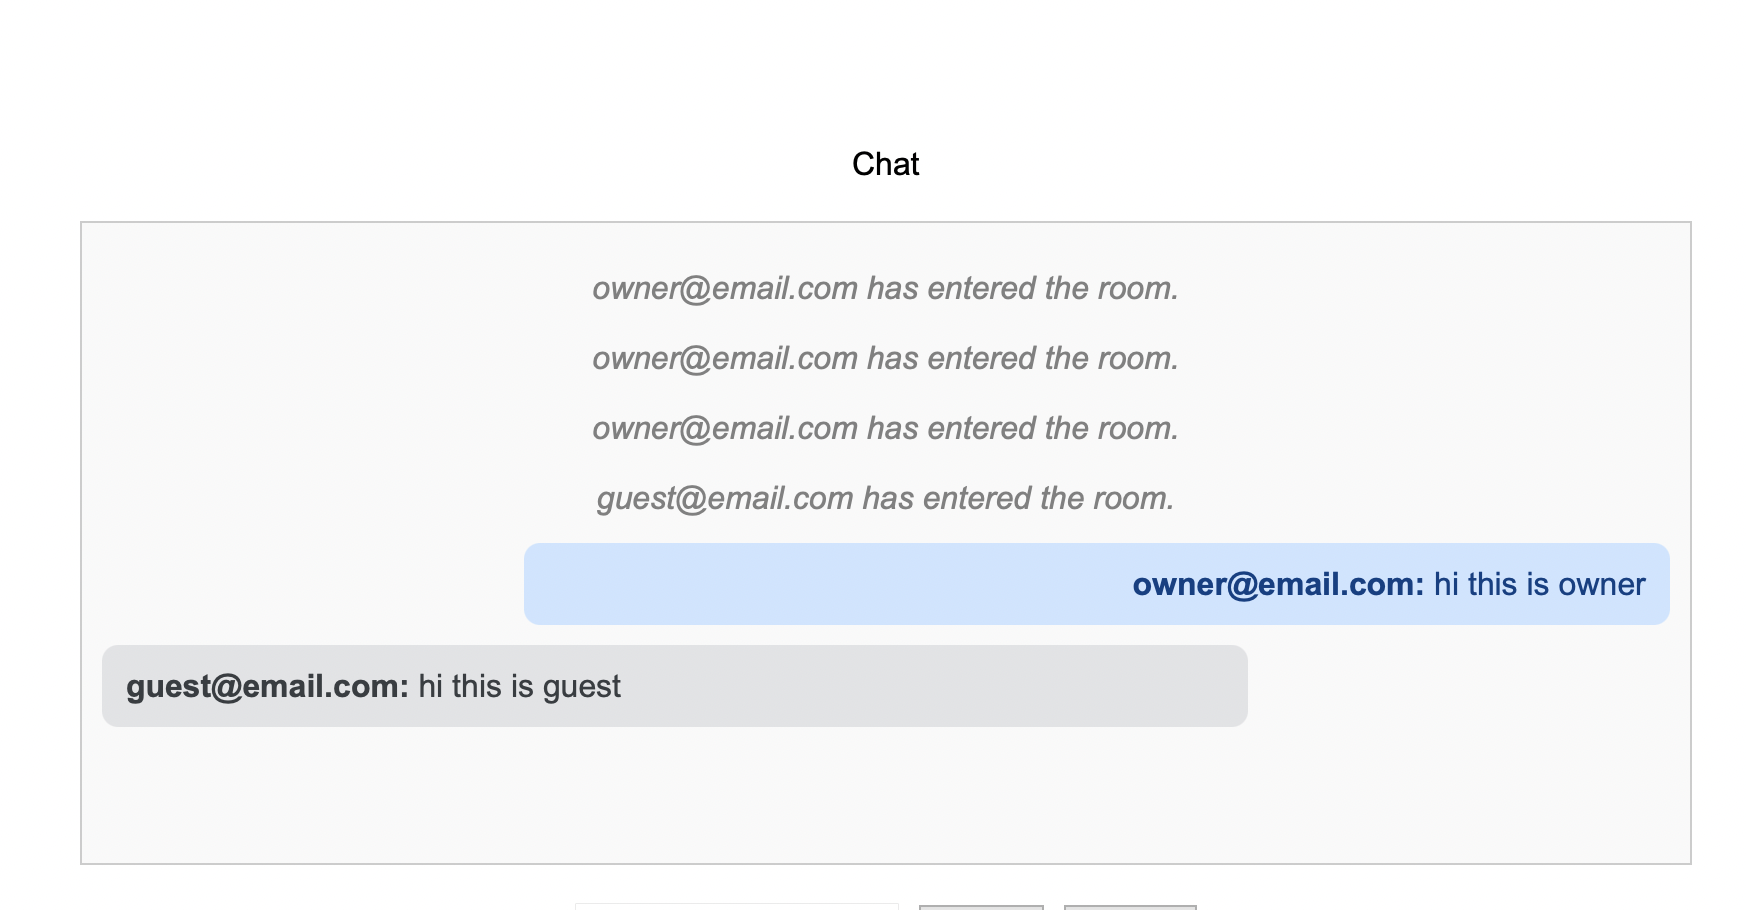 Chat
owner@email.com has entered the room.
owner@email.com has entered the room.
owner@email.com has entered the room.
guest@email.com has entered the room.
owner@email.com: hi this is owner
guest@email.com: hi this is guest